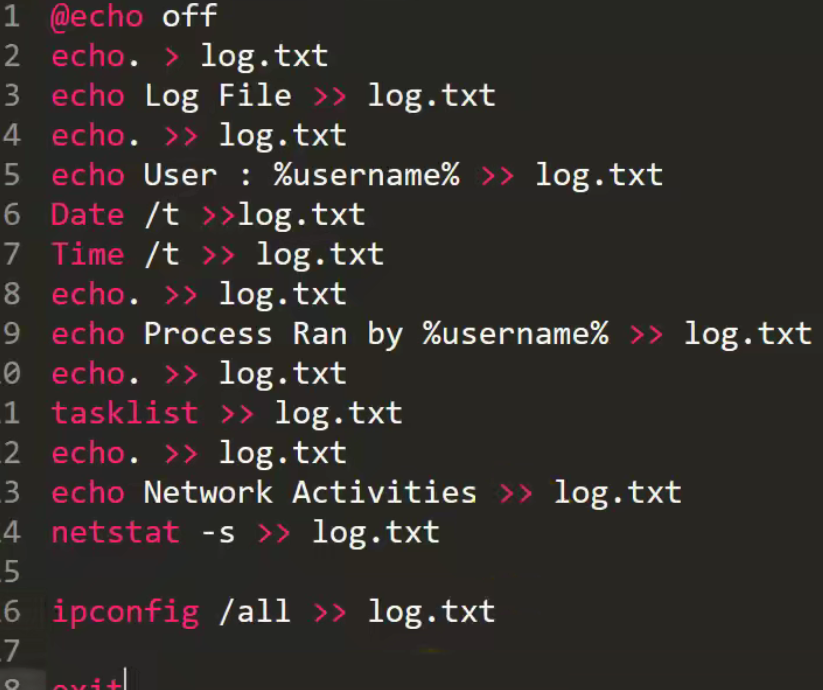 1 @echo off
2 echo. > log.txt
3 echo Log File >> log.txt
4 echo. >> log.txt
5 echo User : %username% >> log.txt
6 Date /t >>log.txt
7 Time /t >> log.txt
8 echo. >> log.txt
9 echo Process Ran by %username% >> log.txt
0 echo. >> log.txt
1 tasklist >> log.txt
2 echo. >> log.txt
3 echo Network Activities >> log.txt
4 netstat -s >> log.txt
5
6 ipconfig /all >> log.txt
7
8 exit